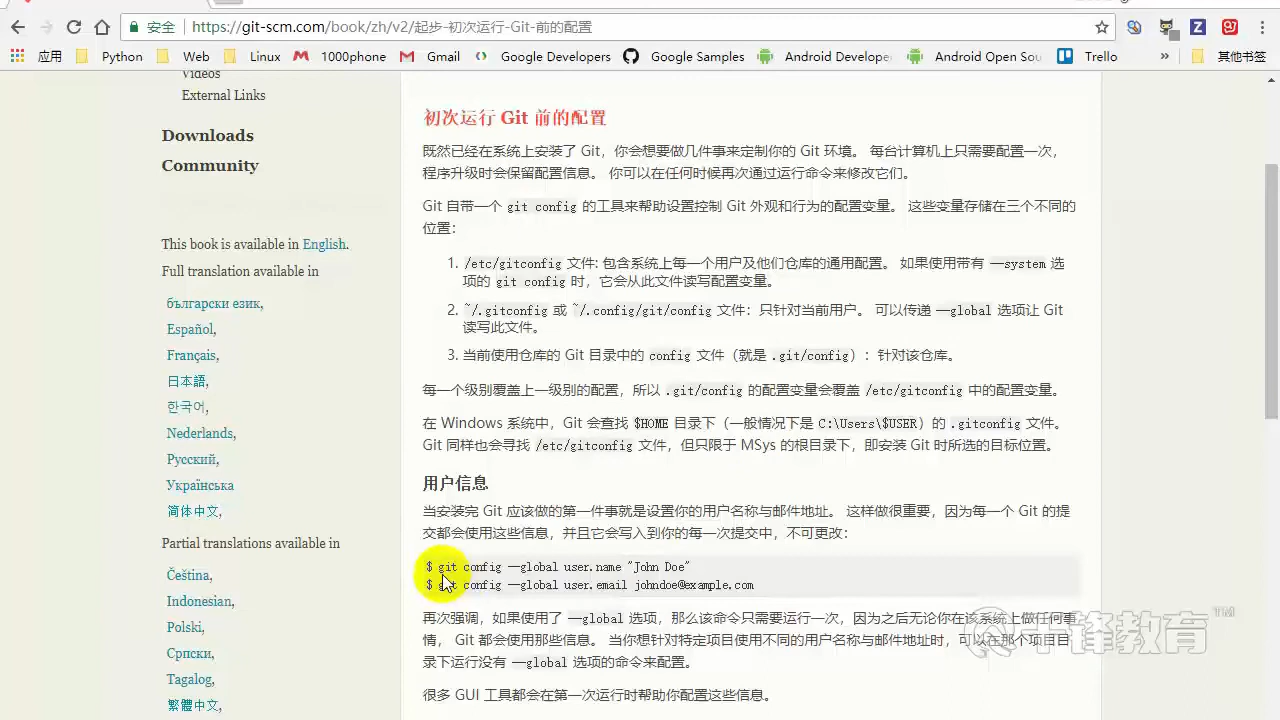 安全 https://git-scm.com/book/zh/v2/起步-初次运行-Git-前的配置
应用 Python Web Linux 1000phone Gmail Google Developers Google Samples Android Develope Android Open Sou Trello » 其他书签
Videos
External Links
Downloads
Community
This book is available in English.
Full translation available in
български език,
Español,
Français,
日本語,
한국어,
Nederlands,
Русский,
Українська
简体中文,
Partial translations available in
Čeština,
Indonesian,
Polski,
Српски,
Tagalog,
繁體中文,
初次运行 Git 前的配置
既然已经在系统上安装了 Git，你会想要做几件事来定制你的 Git 环境。 每台计算机上只需要配置一次，
程序升级时会保留配置信息。 你可以在任何时候再次通过运行命令来修改它们。
Git 自带一个 git config 的工具来帮助设置控制 Git 外观和行为的配置变量。 这些变量存储在三个不同的
位置：
1. /etc/gitconfig 文件: 包含系统上每一个用户及他们仓库的通用配置。 如果使用带有 --system 选
项的 git config 时，它会从此文件读写配置变量。
2. ~/.gitconfig 或 ~/.config/git/config 文件：只针对当前用户。 可以传递 --global 选项让 Git
读写此文件。
3. 当前使用仓库的 Git 目录中的 config 文件（就是 .git/config）：针对该仓库。
每一个级别覆盖上一级别的配置，所以 .git/config 的配置变量会覆盖 /etc/gitconfig 中的配置变量。
在 Windows 系统中，Git 会查找 $HOME 目录下（一般情况下是 C:\Users\$USER）的 .gitconfig 文件。
Git 同样也会寻找 /etc/gitconfig 文件，但只限于 MSys 的根目录下，即安装 Git 时所选的目标位置。
用户信息
当安装完 Git 应该做的第一件事就是设置你的用户名称与邮件地址。 这样做很重要，因为每一个 Git 的提
交都会使用这些信息，并且它会写入到你的每一次提交中，不可更改：
$ git config --global user.name "John Doe"
$ git config --global user.email johndoe@example.com
再次强调，如果使用了 --global 选项，那么该命令只需要运行一次，因为之后无论你在该系统上做任何事
情， Git 都会使用那些信息。 当你想针对特定项目使用不同的用户名称与邮件地址时，可以在那个项目目
录下运行没有 --global 选项的命令来配置。
很多 GUI 工具都会在第一次运行时帮助你配置这些信息。
千锋教育™